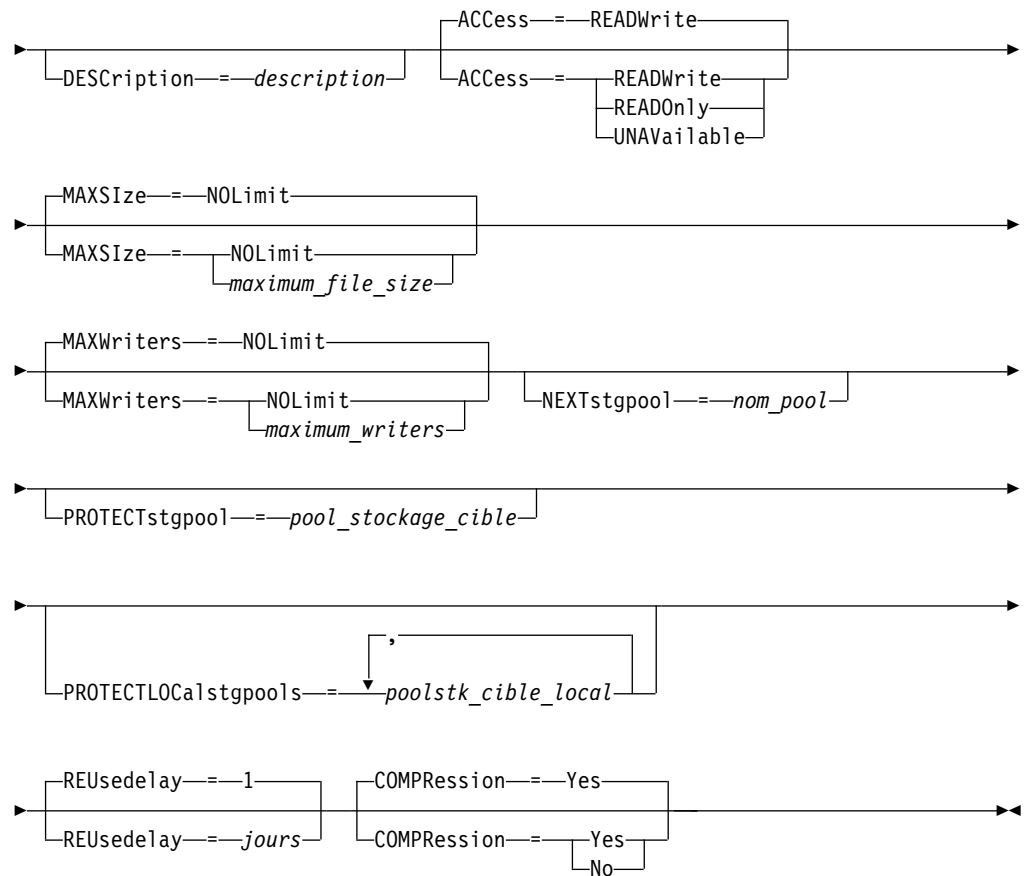 ACCess = READWrite
DESCription = description
ACCess = READWrite
READOnly
UNAVailable
MAXSIze = NOLimit
MAXSIze = NOLimit
maximum_file_size
MAXWriters = NOLimit
MAXWriters = NOLimit
maximum_writers
NEXTstgpool = nom_pool
PROTECTstgpool = pool_stockage_cible
,
PROTECTLOCalstgpools = poolstk_cible_local
REUsedelay = 1
COMPRession = Yes
REUsedelay = jours
COMPRession = Yes
No